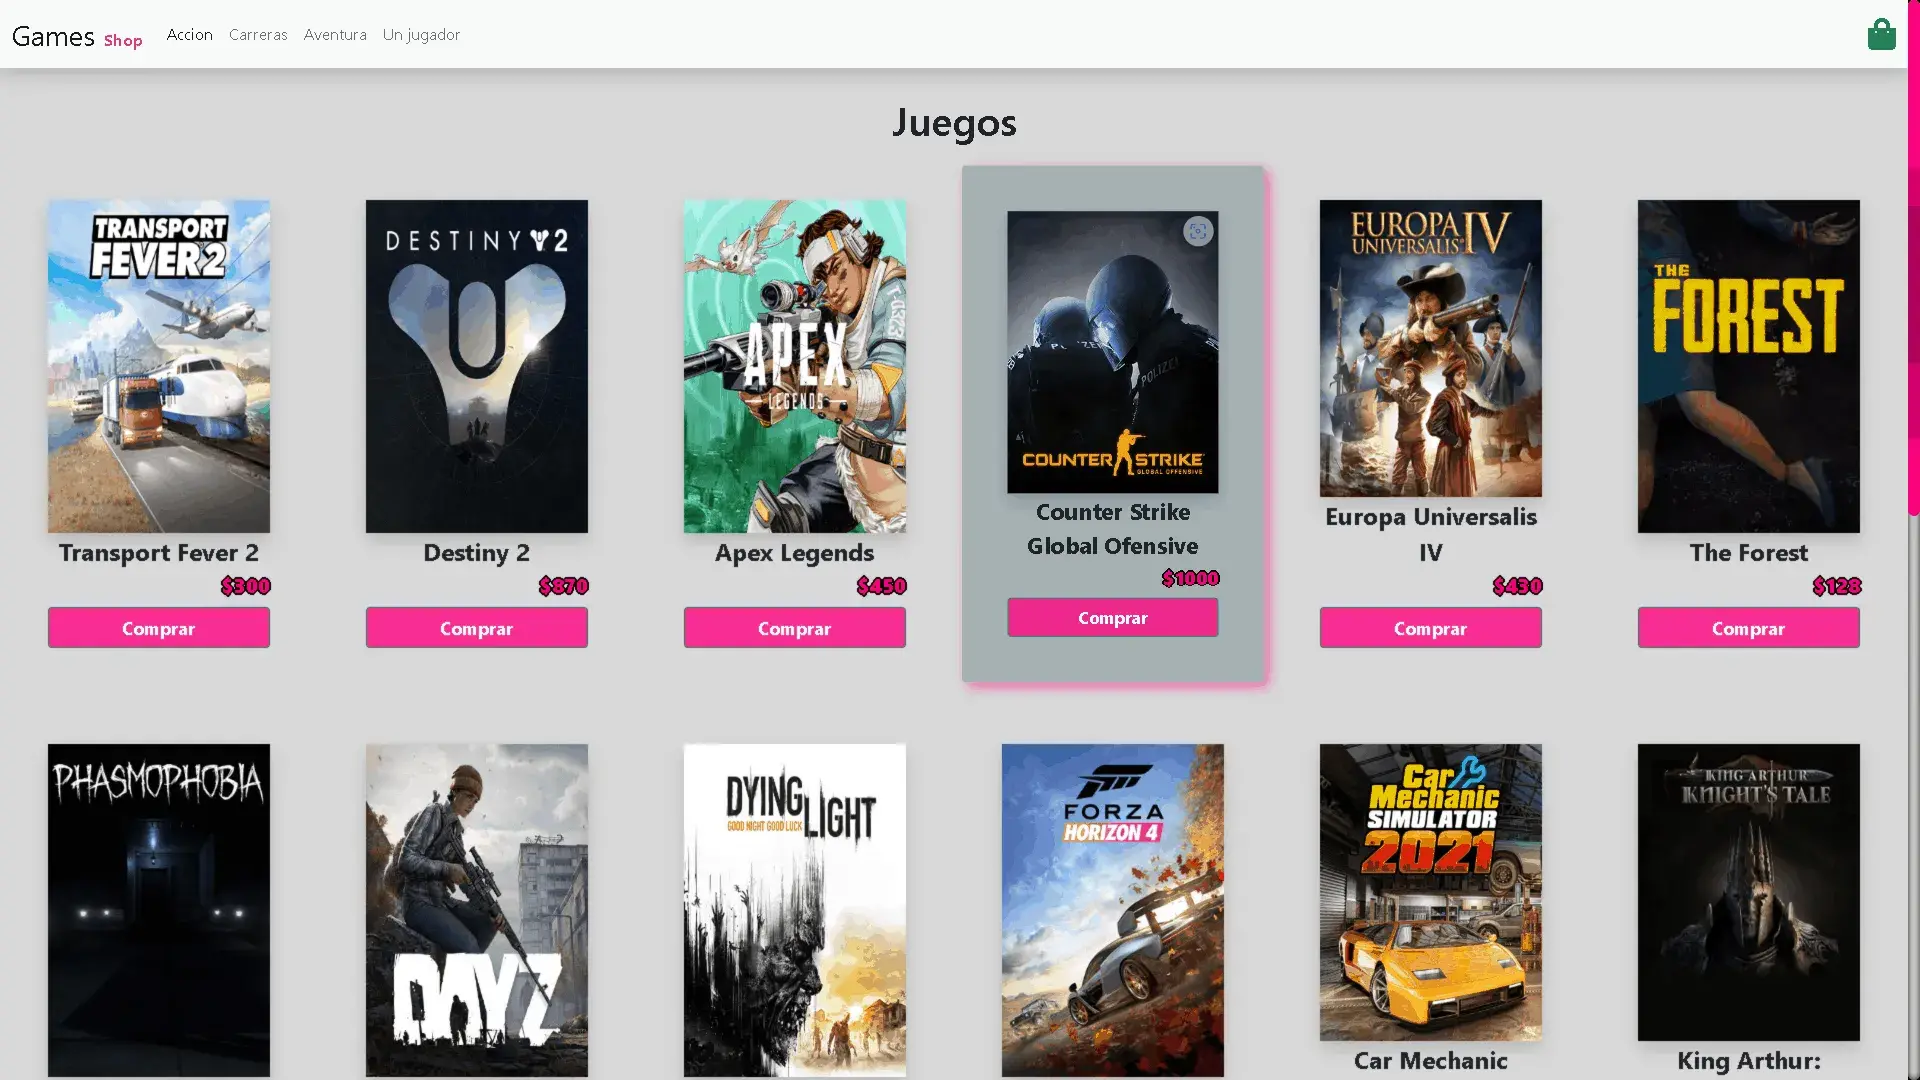 Games Shop Accion Carreras Aventura Un jugador
Juegos
TRANSPORT
FEVER 2
DESTINY 2
APEX
LEGENDS
POLIZEI
COUNTER STRIKE
GLOBAL OFFENSIVE
EUROPA
UNIVERSALIS IV
THE
FOREST
Transport Fever 2
Destiny 2
Apex Legends
Counter Strike
Global Ofensive
Europa Universalis
IV
The Forest
$300
$870
$450
$1000
$430
$128
Comprar
Comprar
Comprar
Comprar
Comprar
Comprar
PHASMOPHOBIA
DAYZ
DYING
LIGHT
GOOD NIGHT GOOD LUCK
FORZA
HORIZON 4
Car
Mechanic
SIMULATOR
2021
KING ARTHUR
KNIGHT'S TALE
Car Mechanic
King Arthur: